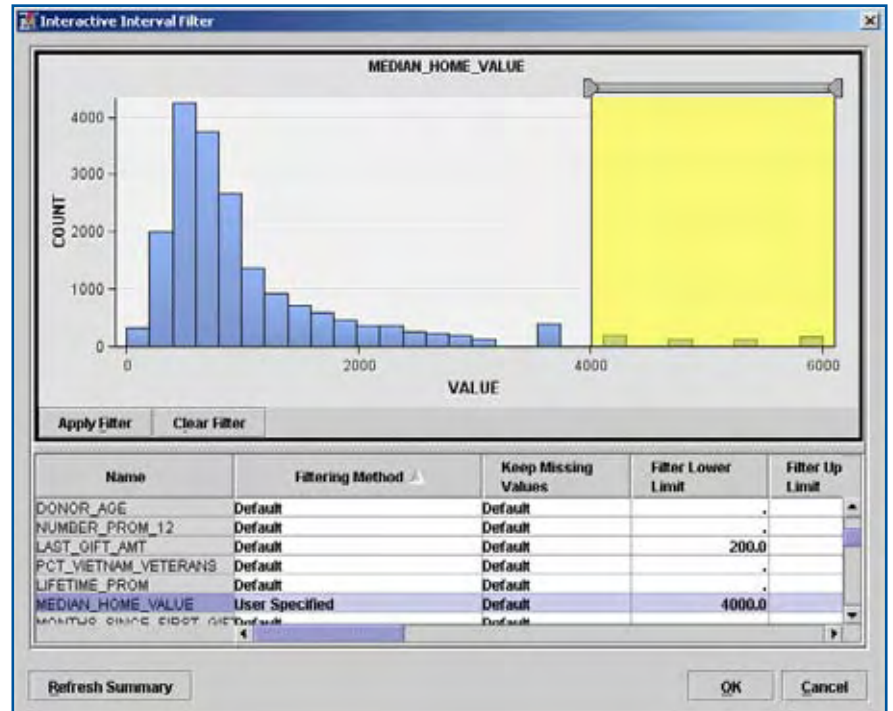 Interactive Interval Filter
MEDIAN_HOME_VALUE
COUNT
4000
3000
2000
1000
0
0 2000 4000 6000
VALUE
Apply Filter Clear Filter
Name Filtering Method Keep Missing Values Filter Lower Limit Filter Up Limit
DONOR_AGE Default Default .
NUMBER_PROM_12 Default Default .
LAST_GIFT_AMT Default Default 200.0
PCT_VIETNAM_VETERANS Default Default .
LIFETIME_PROM Default Default .
MEDIAN_HOME_VALUE User Specified Default 4000.0
MONTHS_SINCE_FIRST_GIFT Default Default
Refresh Summary OK Cancel